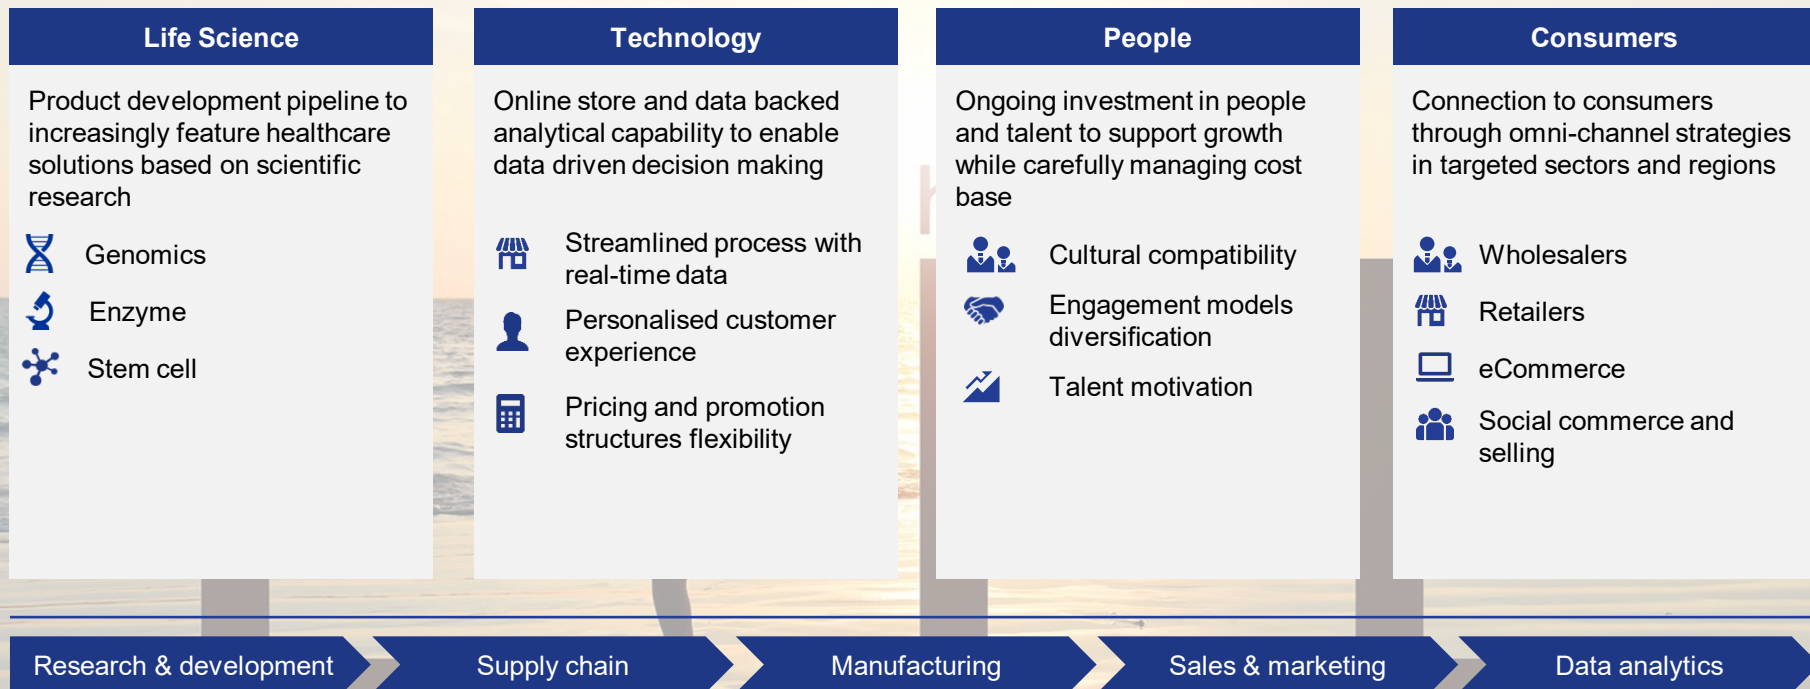 Life Science
Product development pipeline to
increasingly feature healthcare
solutions based on scientific
research
Genomics
Enzyme
Stem cell
Technology
Online store and data backed
analytical capability to enable
data driven decision making
Streamlined process with
real-time data
Personalised customer
experience
Pricing and promotion
structures flexibility
People
Ongoing investment in people
and talent to support growth
while carefully managing cost
base
Cultural compatibility
Engagement models
diversification
Talent motivation
Consumers
Connection to consumers
through omni-channel strategies
in targeted sectors and regions
Wholesalers
Retailers
eCommerce
Social commerce and
selling
Research & development
Supply chain
Manufacturing
Sales & marketing
Data analytics